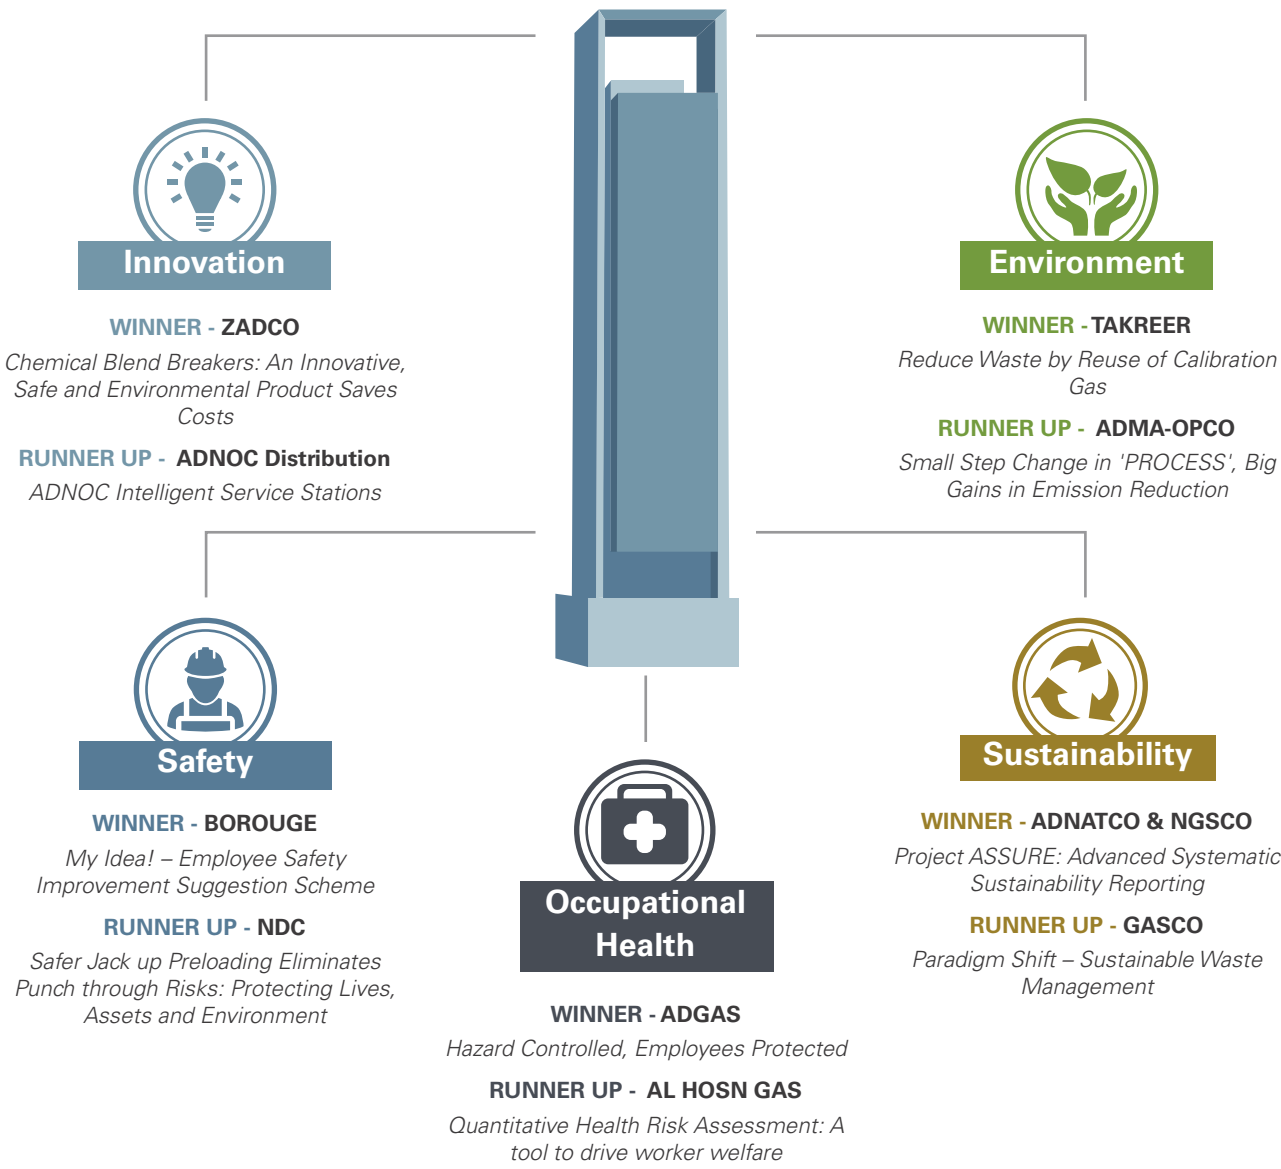 Innovation
WINNER - ZADCO
Chemical Blend Breakers: An Innovative,
Safe and Environmental Product Saves
Costs
RUNNER UP - ADNOC Distribution
ADNOC Intelligent Service Stations
Environment
WINNER - TAKREER
Reduce Waste by Reuse of Calibration
Gas
RUNNER UP - ADMA-OPCO
Small Step Change in 'PROCESS', Big
Gains in Emission Reduction
Safety
WINNER - BOROUGE
My Idea! – Employee Safety
Improvement Suggestion Scheme
RUNNER UP - NDC
Safer Jack up Preloading Eliminates
Punch through Risks: Protecting Lives,
Assets and Environment
Occupational
Health
WINNER - ADGAS
Hazard Controlled, Employees Protected
RUNNER UP - AL HOSN GAS
Quantitative Health Risk Assessment: A
tool to drive worker welfare
Sustainability
WINNER - ADNATCO & NGSCO
Project ASSURE: Advanced Systematic
Sustainability Reporting
RUNNER UP - GASCO
Paradigm Shift – Sustainable Waste
Management